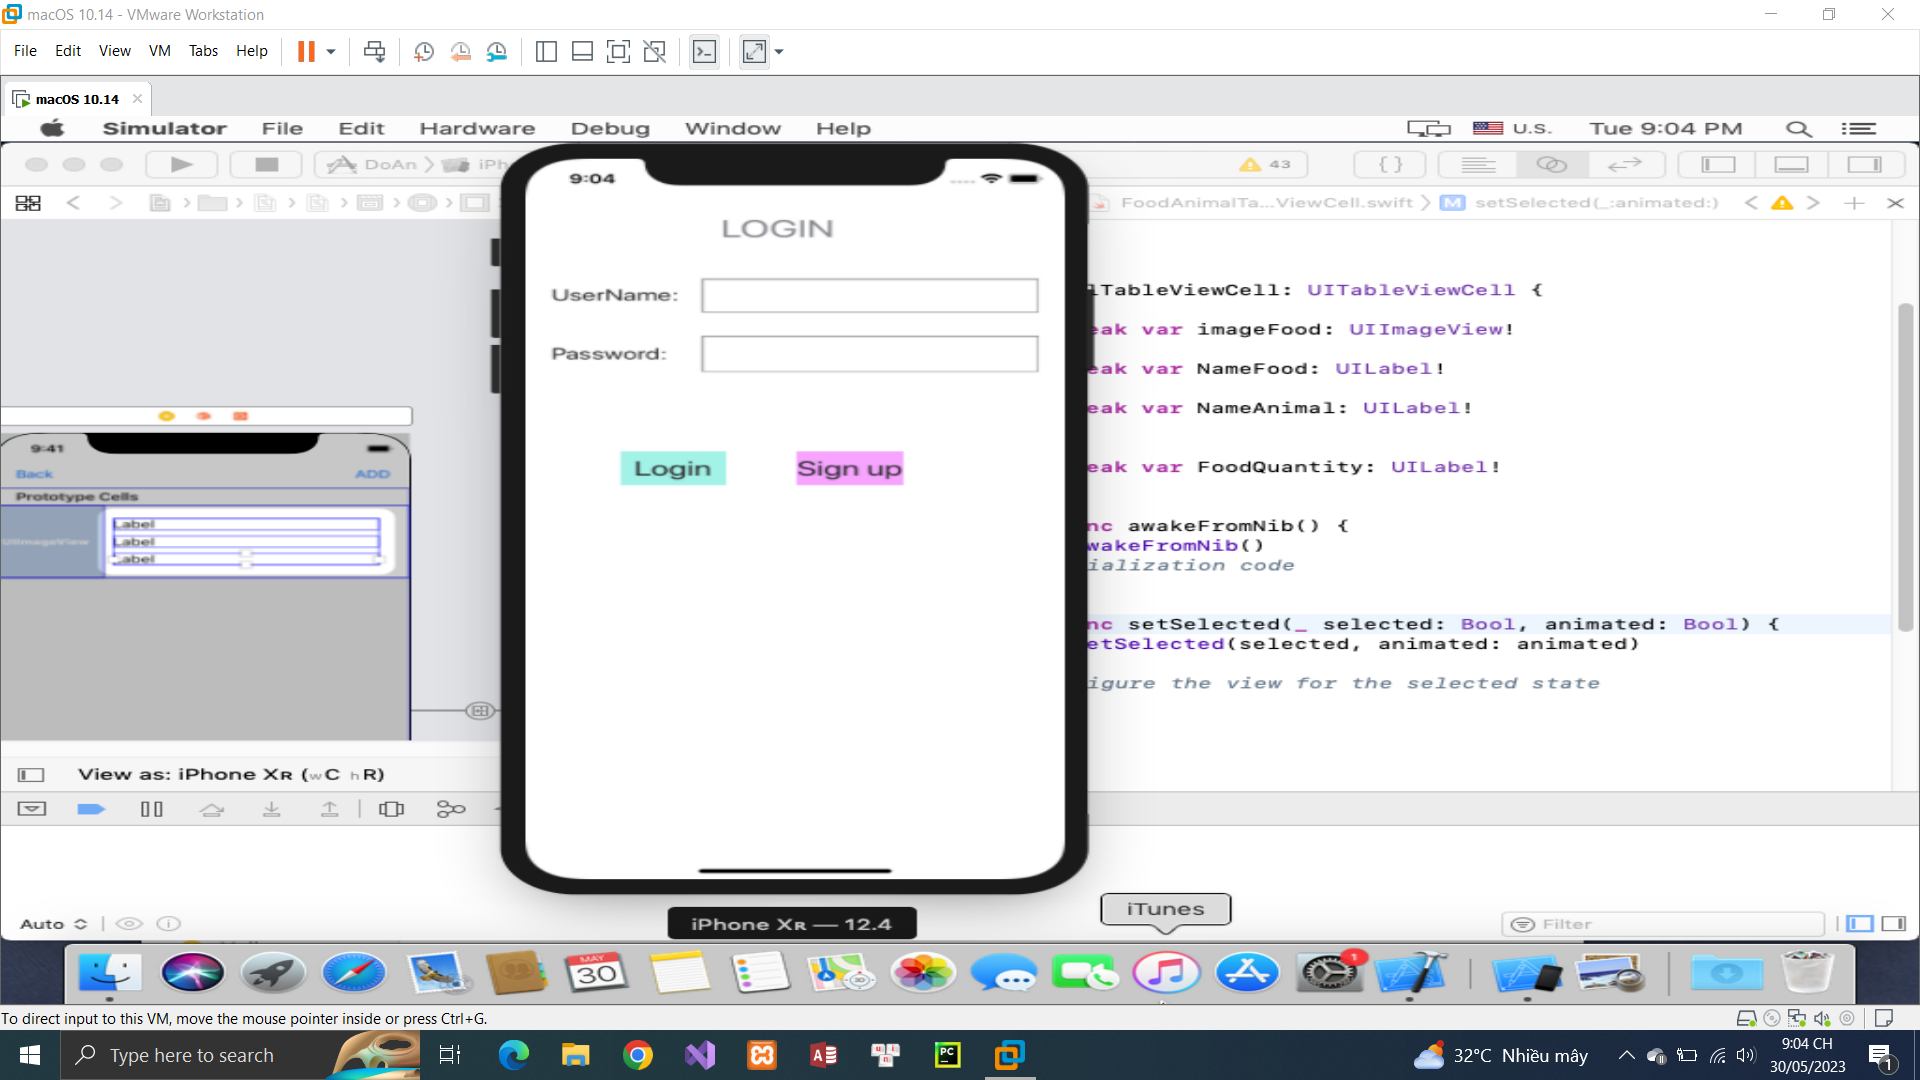 macOS 10.14 - VMware Workstation
File Edit View VM Tabs Help
macOS 10.14
Simulator File Edit Hardware Debug Window Help U.S. Tue 9:04 PM
DoAn iPh 43
FoodAnimalTa...ViewCell.swift M setSelected(_:animated:)
9:04
LOGIN
UserName:
Password:
Login Sign up
9:41
Back ADD
Prototype Cells
UIImageView
Label
Label
Label
lTableViewCell: UITableViewCell {
eak var imageFood: UIImageView!
eak var NameFood: UILabel!
eak var NameAnimal: UILabel!
eak var FoodQuantity: UILabel!
nc awakeFromNib() {
wakeFromNib()
ialization code
nc setSelected(_ selected: Bool, animated: Bool) {
etSelected(selected, animated: animated)
igure the view for the selected state
View as: iPhone XR (wC hR)
Auto
Filter
iPhone XR — 12.4
iTunes
MAY
30
1
To direct input to this VM, move the mouse pointer inside or press Ctrl+G.
Type here to search
32°C Nhiều mây
9:04 CH
30/05/2023
1